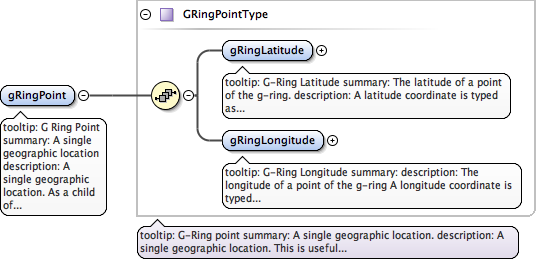 GRingPointType
gRingLatitude
tooltip: G-Ring Latitude summary: The latitude of a point
of the g-ring. description: A latitude coordinate is typed
as...
gRingPoint
tooltip: G Ring Point
summary: A single
geographic location
description: A
single geographic
location. As a child
of...
gRingLongitude
tooltip: G-Ring Longitude summary: description: The
longitude of a point of the g-ring A longitude coordinate is
typed...
tooltip: G-Ring point summary: A single geographic location. description: A
single geographic location. This is useful...